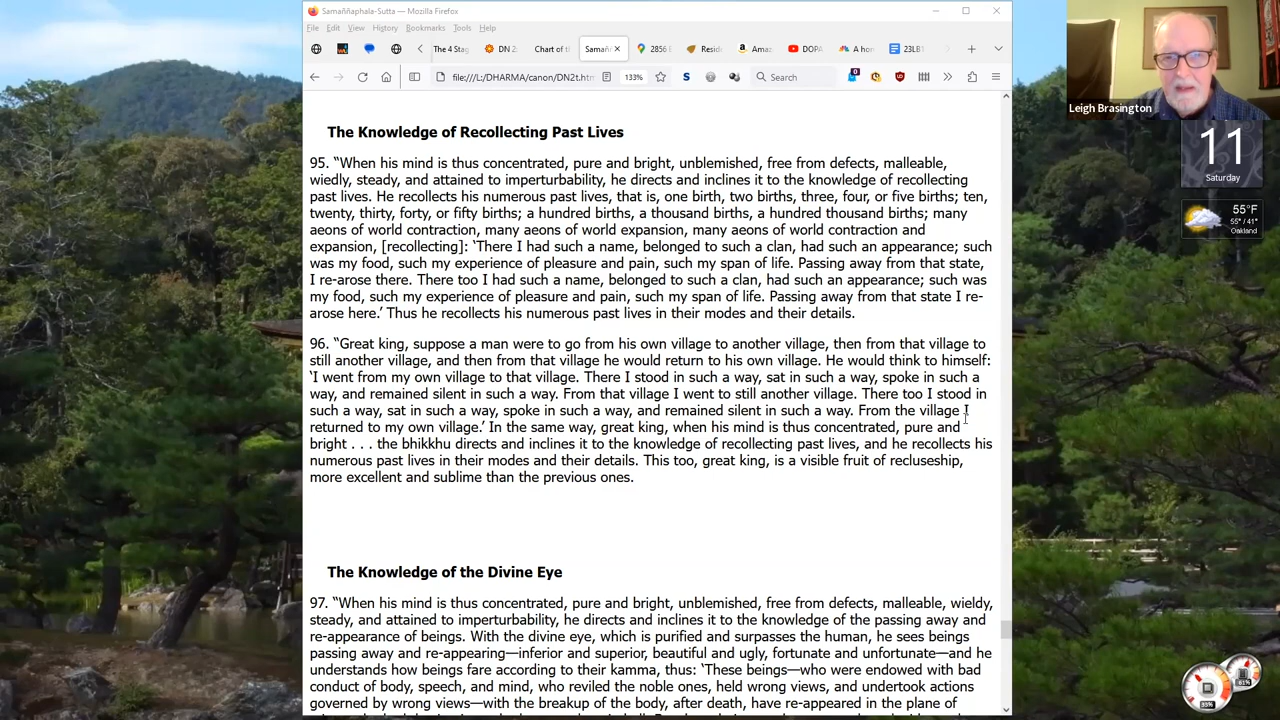 Samaññaphala-Sutta — Mozilla Firefox
File Edit View History Bookmarks Tools Help
The 4 Stag
DN 2:
Chart of t
Samañ
2856 l
Resid
Amaz
DOPA
A hom
23LB1
file:///L:/DHARMA/canon/DN2t.htm
133%
Search
Leigh Brasington
11
Saturday
55°F
55° / 41°
Oakland
The Knowledge of Recollecting Past Lives
95. “When his mind is thus concentrated, pure and bright, unblemished, free from defects, malleable,
wiedly, steady, and attained to imperturbability, he directs and inclines it to the knowledge of recollecting
past lives. He recollects his numerous past lives, that is, one birth, two births, three, four, or five births; ten,
twenty, thirty, forty, or fifty births; a hundred births, a thousand births, a hundred thousand births; many
aeons of world contraction, many aeons of world expansion, many aeons of world contraction and
expansion, [recollecting]: ‘There I had such a name, belonged to such a clan, had such an appearance; such
was my food, such my experience of pleasure and pain, such my span of life. Passing away from that state,
I re-arose there. There too I had such a name, belonged to such a clan, had such an appearance; such was
my food, such my experience of pleasure and pain, such my span of life. Passing away from that state I re-
arose here.’ Thus he recollects his numerous past lives in their modes and their details.
96. “Great king, suppose a man were to go from his own village to another village, then from that village to
still another village, and then from that village he would return to his own village. He would think to himself:
‘I went from my own village to that village. There I stood in such a way, sat in such a way, spoke in such a
way, and remained silent in such a way. From that village I went to still another village. There too I stood in
such a way, sat in such a way, spoke in such a way, and remained silent in such a way. From the village I
returned to my own village.’ In the same way, great king, when his mind is thus concentrated, pure and
bright . . . the bhikkhu directs and inclines it to the knowledge of recollecting past lives, and he recollects his
numerous past lives in their modes and their details. This too, great king, is a visible fruit of recluseship,
more excellent and sublime than the previous ones.
The Knowledge of the Divine Eye
97. “When his mind is thus concentrated, pure and bright, unblemished, free from defects, malleable, wieldy,
steady, and attained to imperturbability, he directs and inclines it to the knowledge of the passing away and
re-appearance of beings. With the divine eye, which is purified and surpasses the human, he sees beings
passing away and re-appearing—inferior and superior, beautiful and ugly, fortunate and unfortunate—and he
understands how beings fare according to their kamma, thus: ‘These beings—who were endowed with bad
conduct of body, speech, and mind, who reviled the noble ones, held wrong views, and undertook actions
governed by wrong views—with the breakup of the body, after death, have re-appeared in the plane of
33%
61%